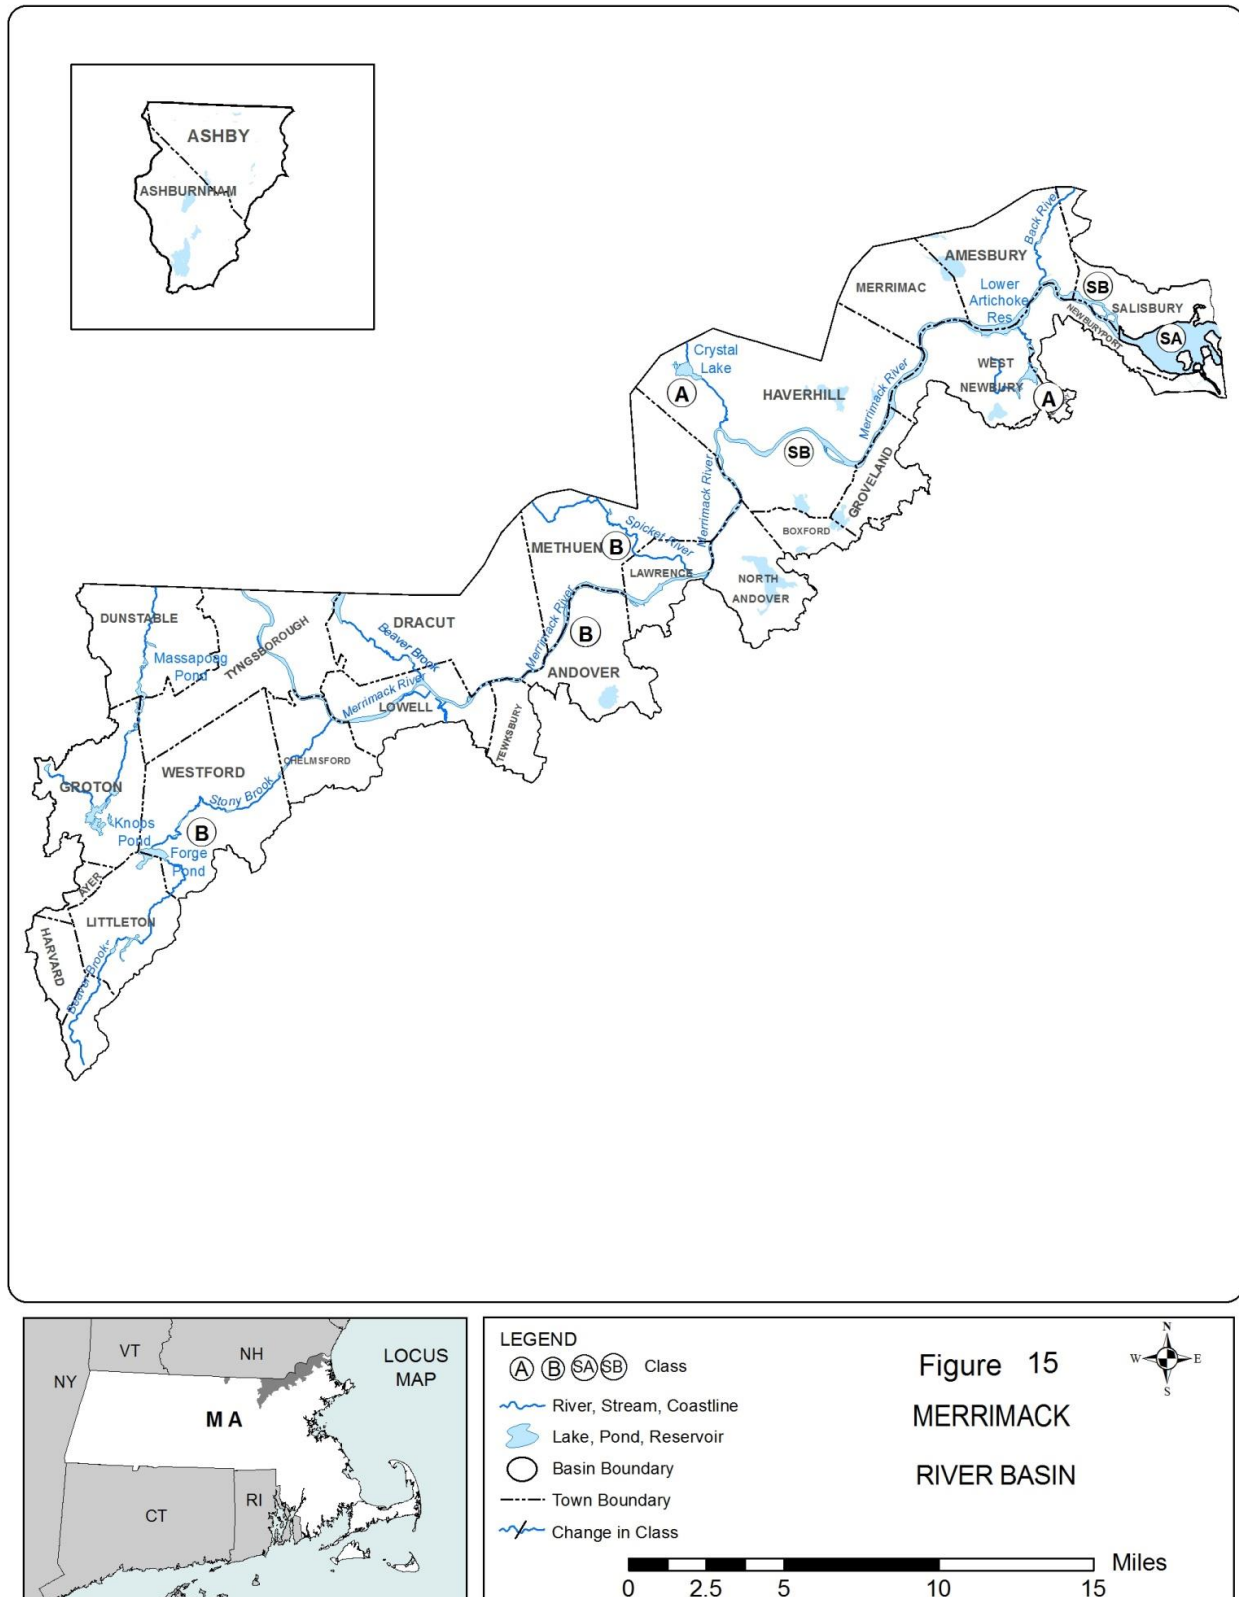 ASHBY
ASHBURNHAM
Back River
AMESBURY
MERRIMAC
Lower
Artichoke
Res
SB
SALISBURY
NEWBURYPORT
SA
WEST
NEWBURY
A
Crystal
Lake
A
HAVERHILL
Merrimack River
SB
GROVELAND
BOXFORD
Merrimack River
Spicket River
METHUEN
B
LAWRENCE
NORTH
ANDOVER
Merrimack River
B
ANDOVER
DUNSTABLE
TYNGSBOROUGH
DRACUT
Beaver Brook
Massapoag
Pond
Merrimack River
LOWELL
TEWKSBURY
CHELMSFORD
WESTFORD
GROTON
Stony Brook
Knops
Pond
B
Forge
Pond
AYER
LITTLETON
HARVARD
Beaver Brook
VT
NH
NY
LOCUS
MAP
MA
CT
RI
LEGEND
A B SA SB Class
River, Stream, Coastline
Lake, Pond, Reservoir
Basin Boundary
Town Boundary
Change in Class
Figure 15
MERRIMACK
RIVER BASIN
N
W E
S
Miles
0 2.5 5 10 15